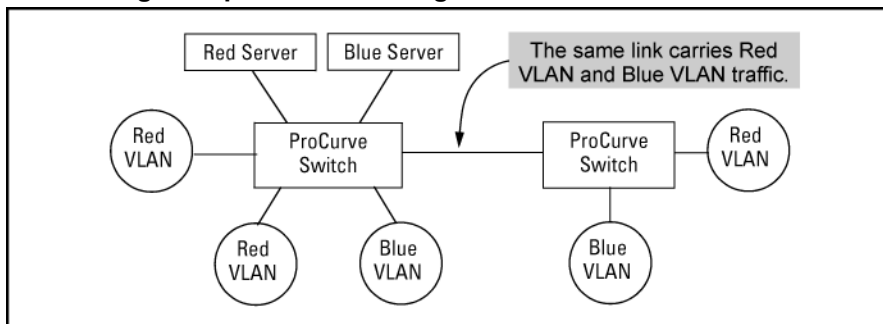 Red Server
Blue Server
The same link carries Red
VLAN and Blue VLAN traffic.
Red
VLAN
ProCurve
Switch
ProCurve
Switch
Red
VLAN
Red
VLAN
Blue
VLAN
Blue
VLAN